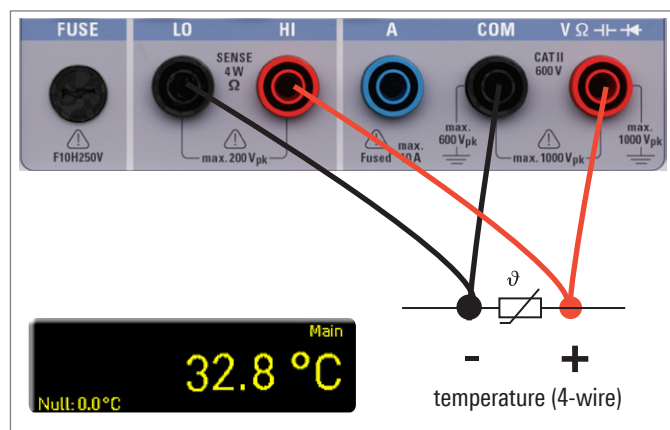 FUSE
LO
HI
A
COM
V Ω
SENSE
4 W
Ω
CAT II
600 V
F10H250V
max. 200 Vpk
Fused
max.
max.
600 Vpk
max. 1000 Vpk
max.
1000 Vpk
ϑ
Main
32.8 °C
Null: 0.0°C
- +
temperature (4-wire)